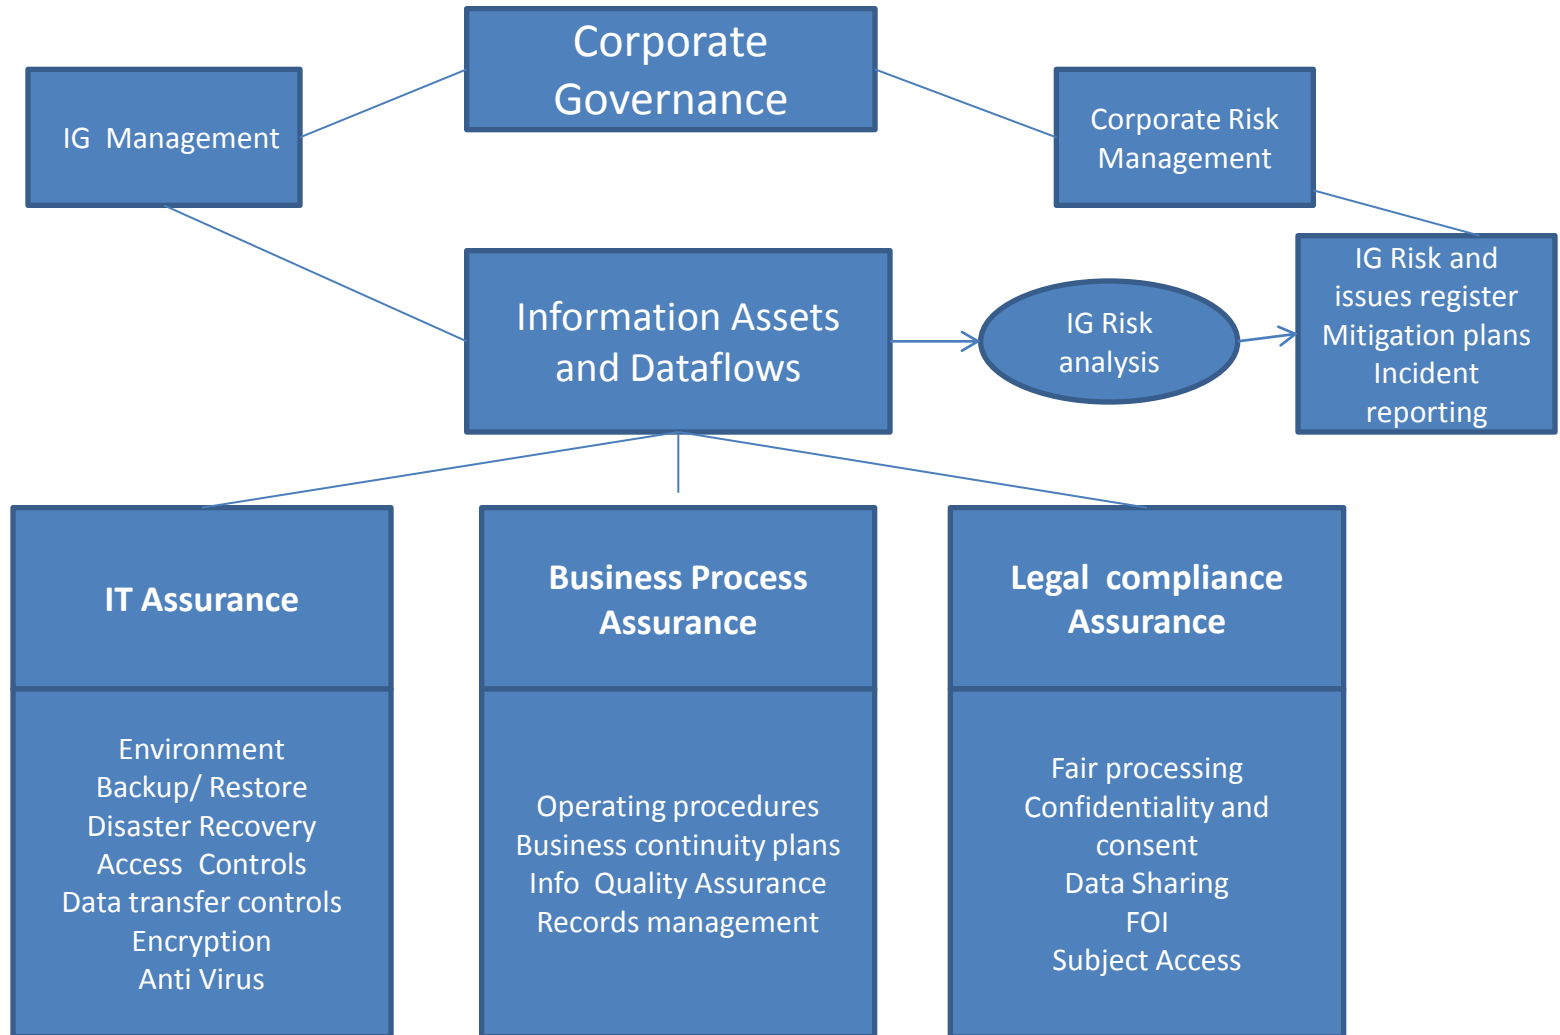 Corporate
Governance
IG Management
Corporate Risk
Management
Information Assets
and Dataflows
IG Risk
analysis
IG Risk and
issues register
Mitigation plans
Incident
reporting
IT Assurance
Environment
Backup/ Restore
Disaster Recovery
Access Controls
Data transfer controls
Encryption
Anti Virus
Business Process
Assurance
Operating procedures
Business continuity plans
Info Quality Assurance
Records management
Legal compliance
Assurance
Fair processing
Confidentiality and
consent
Data Sharing
FOI
Subject Access